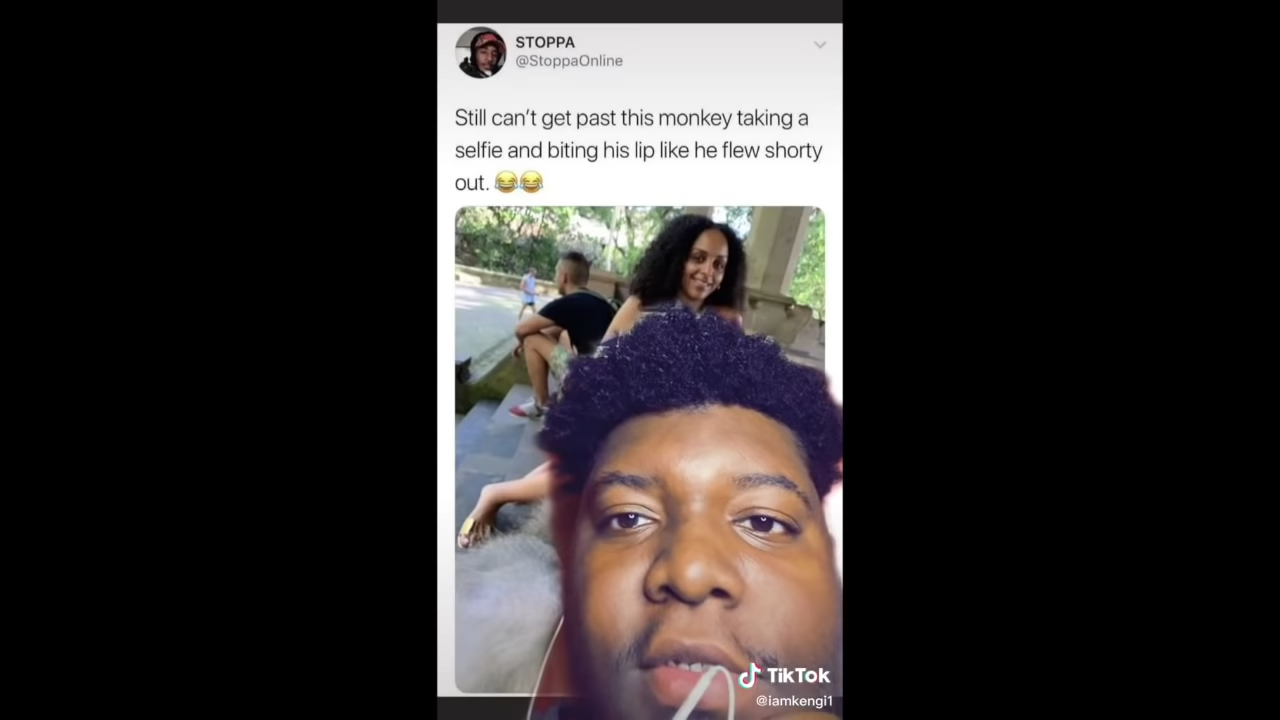 STOPPA
@StoppaOnline
Still can't get past this monkey taking a
selfie and biting his lip like he flew shorty
out. 😂😂
TikTok
@iamkengi1